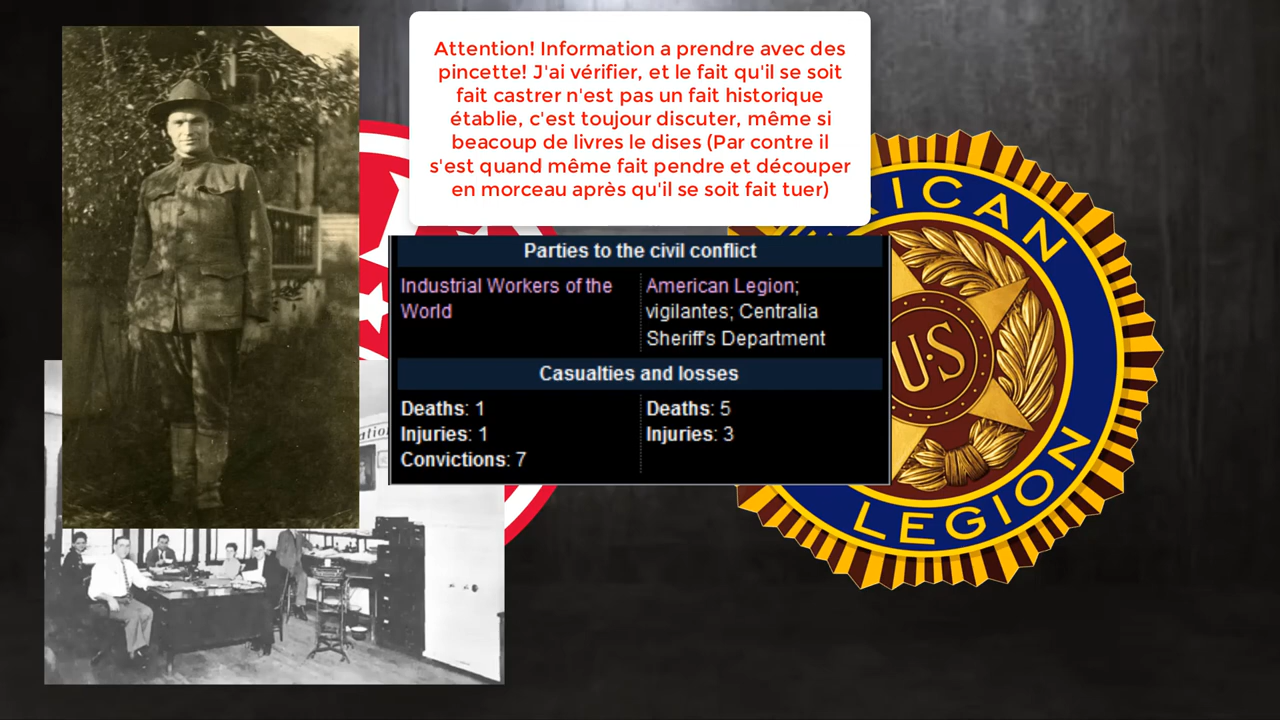 Attention! Information a prendre avec des
pincette! J'ai vérifier, et le fait qu'il se soit
fait castrer n'est pas un fait historique
établie, c'est toujour discuter, même si
beacoup de livres le dises (Par contre il
s'est quand même fait pendre et découper
en morceau après qu'il se soit fait tuer)
Parties to the civil conflict
Industrial Workers of the
World
American Legion;
vigilantes; Centralia
Sheriff's Department
Casualties and losses
Deaths: 1
Injuries: 1
Convictions: 7
Deaths: 5
Injuries: 3
RICAN
US
LEGION